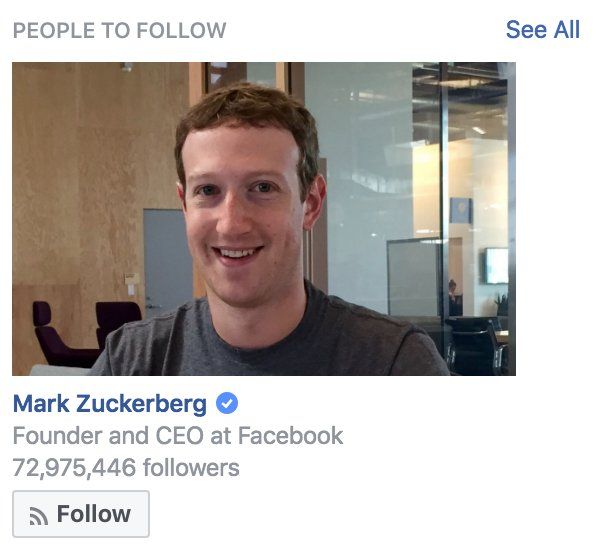 PEOPLE TO FOLLOW
See All
Mark Zuckerberg
Founder and CEO at Facebook
72,975,446 followers
Follow